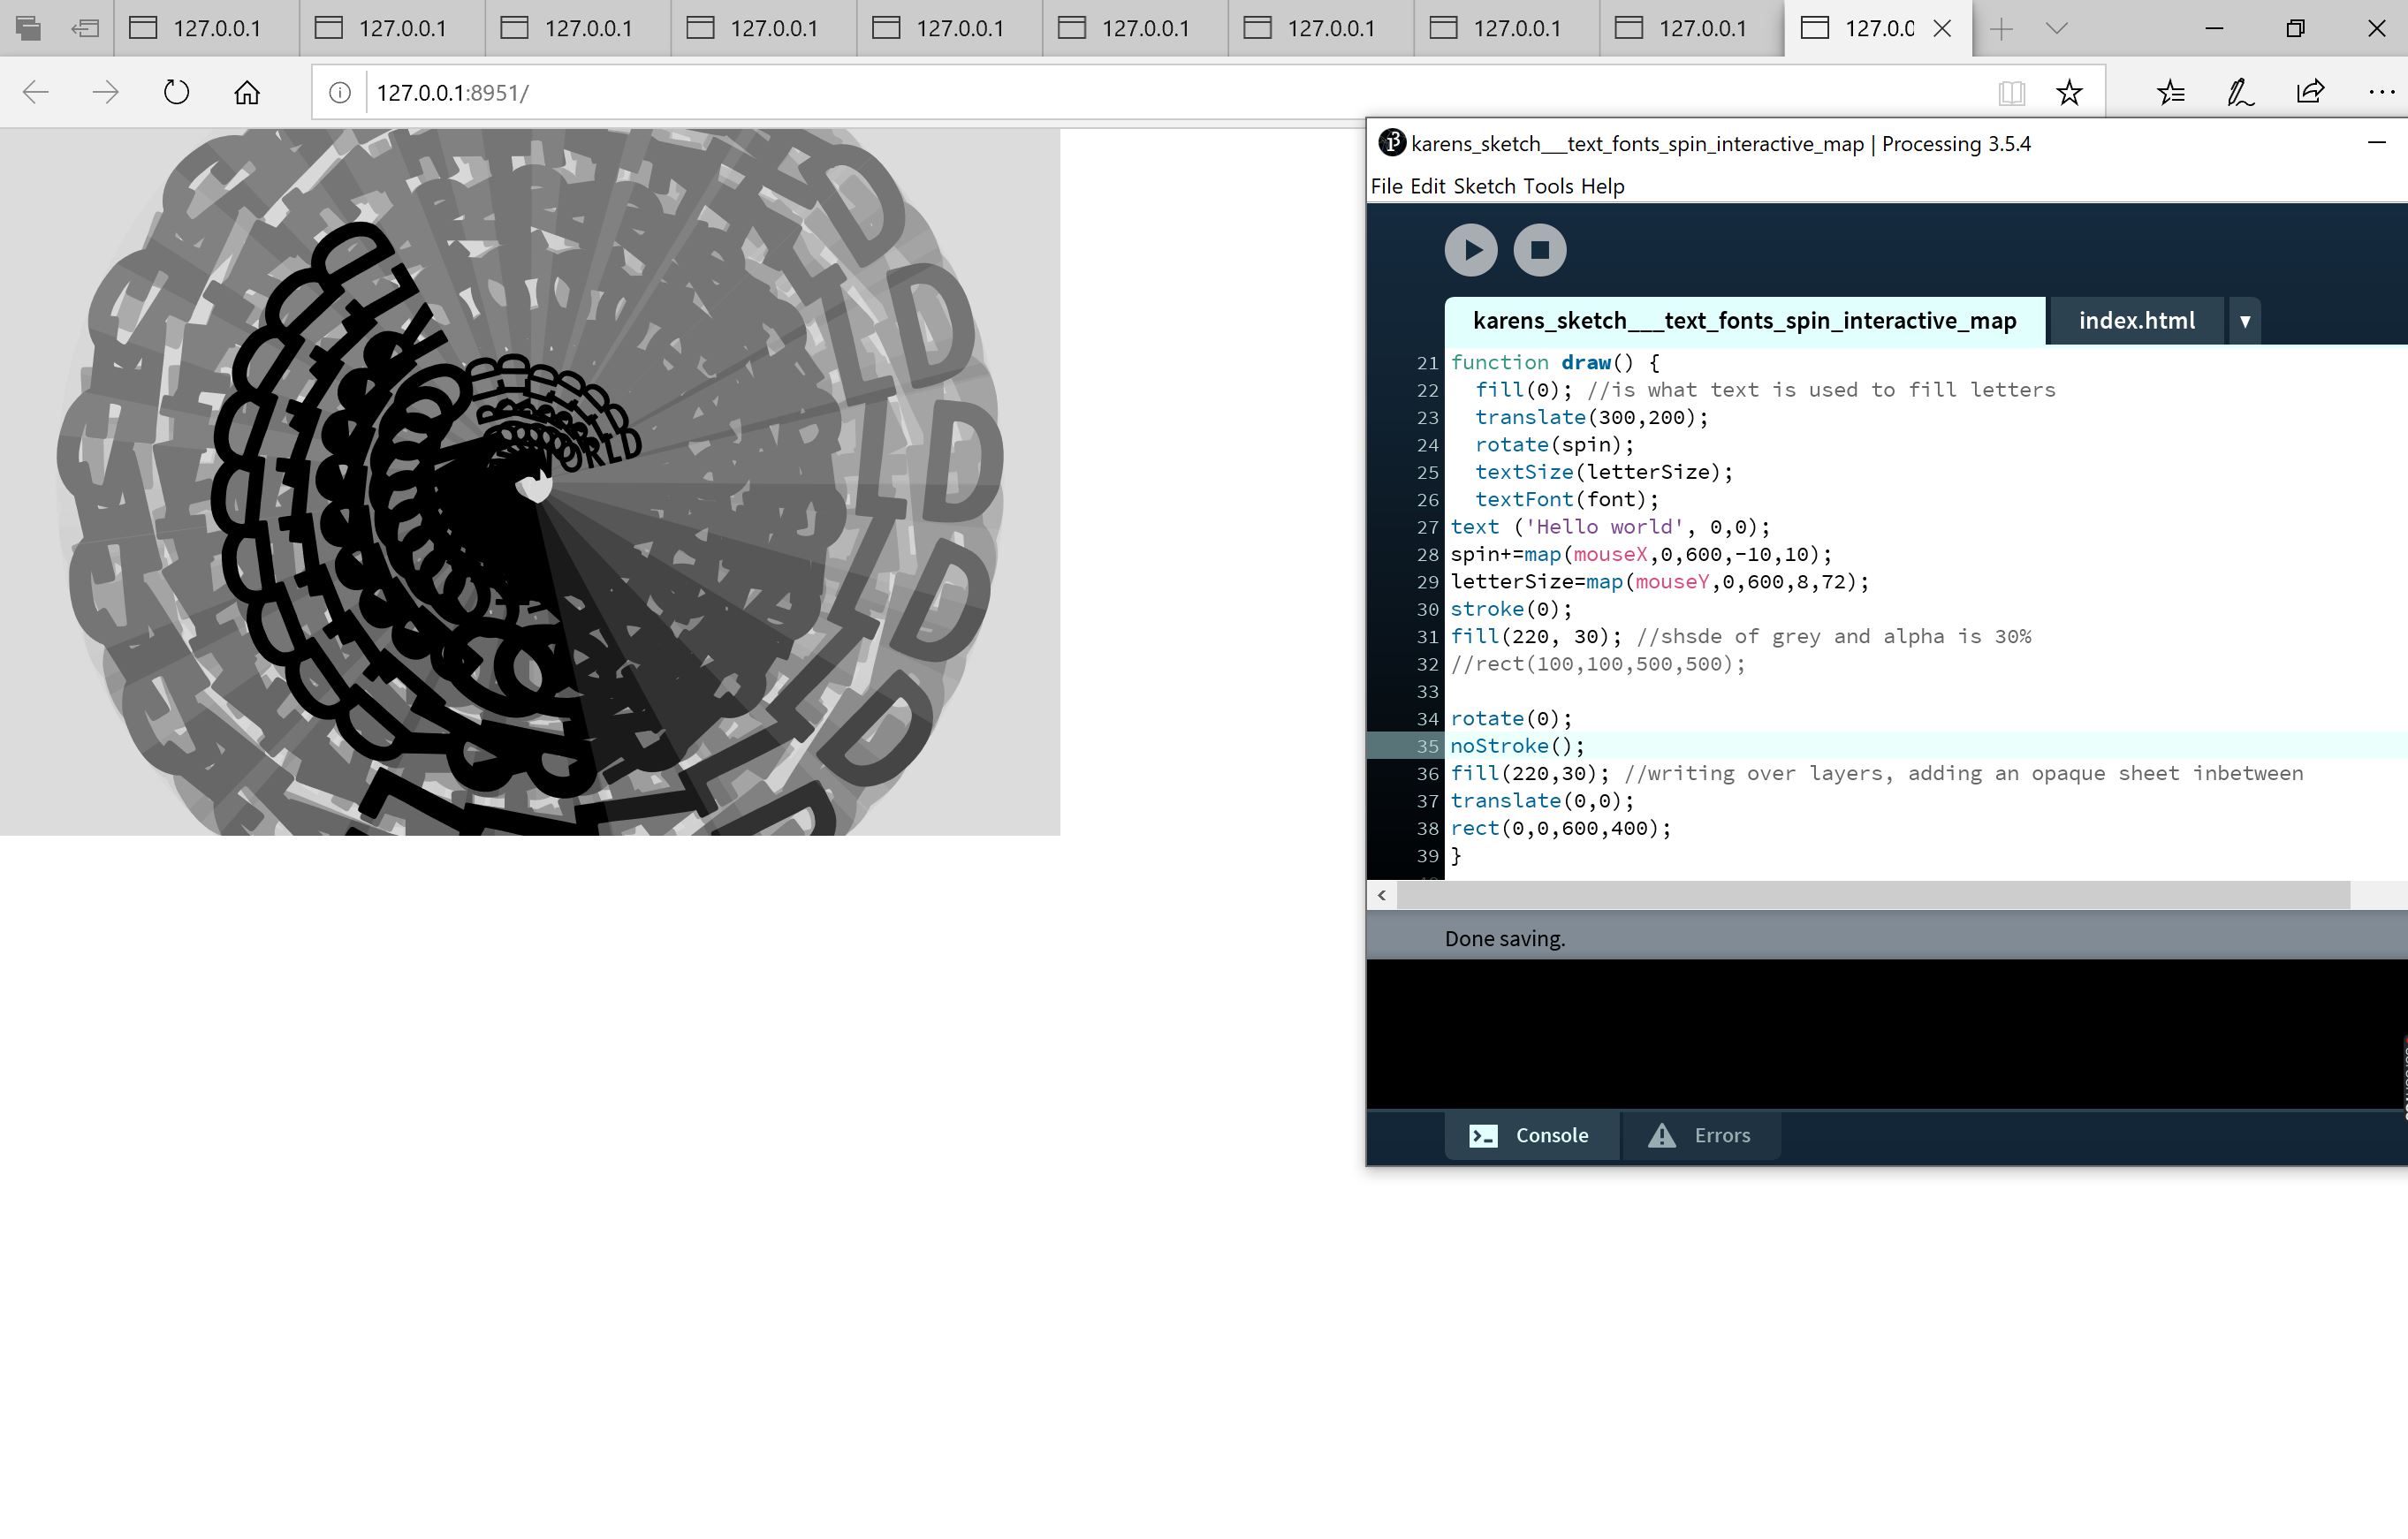 127.0.0.1 127.0.0.1 127.0.0.1 127.0.0.1 127.0.0.1 127.0.0.1 127.0.0.1 127.0.0.1 127.0.0.1 127.0.0
127.0.0.1:8951/
karens_sketch___text_fonts_spin_interactive_map | Processing 3.5.4
File Edit Sketch Tools Help
karens_sketch___text_fonts_spin_interactive_map index.html
21 function draw() {
22 fill(0); //is what text is used to fill letters
23 translate(300,200);
24 rotate(spin);
25 textSize(letterSize);
26 textFont(font);
27 text ('Hello world', 0,0);
28 spin+=map(mouseX,0,600,-10,10);
29 letterSize=map(mouseY,0,600,8,72);
30 stroke(0);
31 fill(220, 30); //shsde of grey and alpha is 30%
32 //rect(100,100,500,500);
33
34 rotate(0);
35 noStroke();
36 fill(220,30); //writing over layers, adding an opaque sheet inbetween
37 translate(0,0);
38 rect(0,0,600,400);
39 }
Done saving.
Console Errors
WORLD